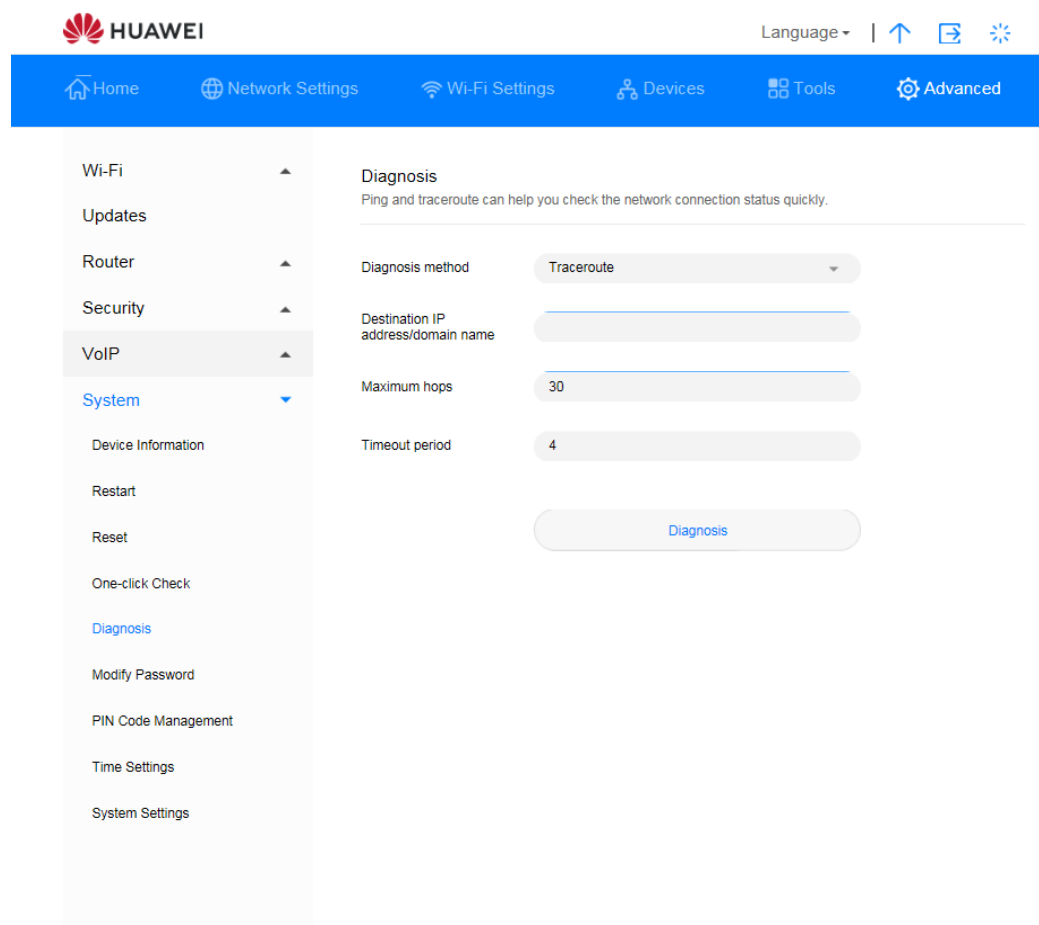 HUAWEI
Language
Home
Network Settings
Wi-Fi Settings
Devices
Tools
Advanced
Wi-Fi
Updates
Router
Security
VoIP
System
Device Information
Restart
Reset
One-click Check
Diagnosis
Modify Password
PIN Code Management
Time Settings
System Settings
Diagnosis
Ping and traceroute can help you check the network connection status quickly.
Diagnosis method
Traceroute
Destination IP
address/domain name
Maximum hops
30
Timeout period
4
Diagnosis